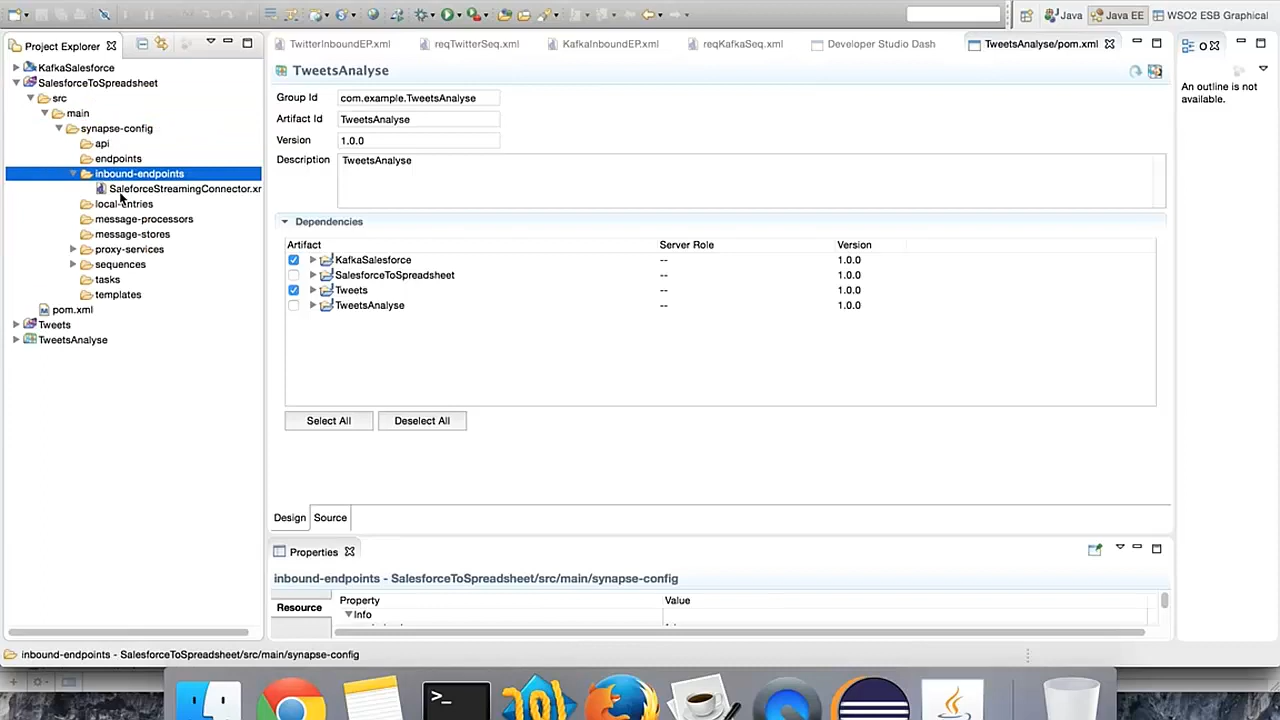 Java
Java EE
WSO2 ESB Graphical
Project Explorer
TwitterInboundEP.xml
reqTwitterSeq.xml
KafkaInboundEP.xml
reqKafkaSeq.xml
Developer Studio Dash
TweetsAnalyse/pom.xml
O
KafkaSalesforce
SalesforceToSpreadsheet
src
main
synapse-config
api
endpoints
inbound-endpoints
SaleforceStreamingConnector.xr
local-entries
message-processors
message-stores
proxy-services
sequences
tasks
templates
pom.xml
Tweets
TweetsAnalyse
TweetsAnalyse
Group Id
com.example.TweetsAnalyse
Artifact Id
TweetsAnalyse
Version
1.0.0
Description
TweetsAnalyse
Dependencies
Artifact Server Role Version
KafkaSalesforce -- 1.0.0
SalesforceToSpreadsheet -- 1.0.0
Tweets -- 1.0.0
TweetsAnalyse -- 1.0.0
Select All
Deselect All
Design
Source
An outline is not
available.
Properties
inbound-endpoints - SalesforceToSpreadsheet/src/main/synapse-config
Resource
Property Value
Info
inbound-endpoints - SalesforceToSpreadsheet/src/main/synapse-config
>_
101